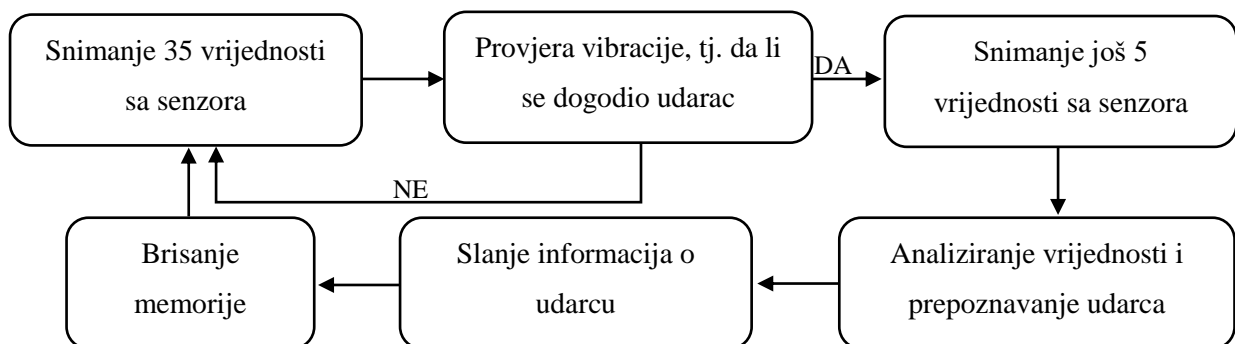 Snimanje 35 vrijednosti
sa senzora
Provjera vibracije, tj. da li
se dogodio udarac
DA
Snimanje još 5
vrijednosti sa senzora
NE
Analiziranje vrijednosti i
prepoznavanje udarca
Slanje informacija o
udarcu
Brisanje
memorije